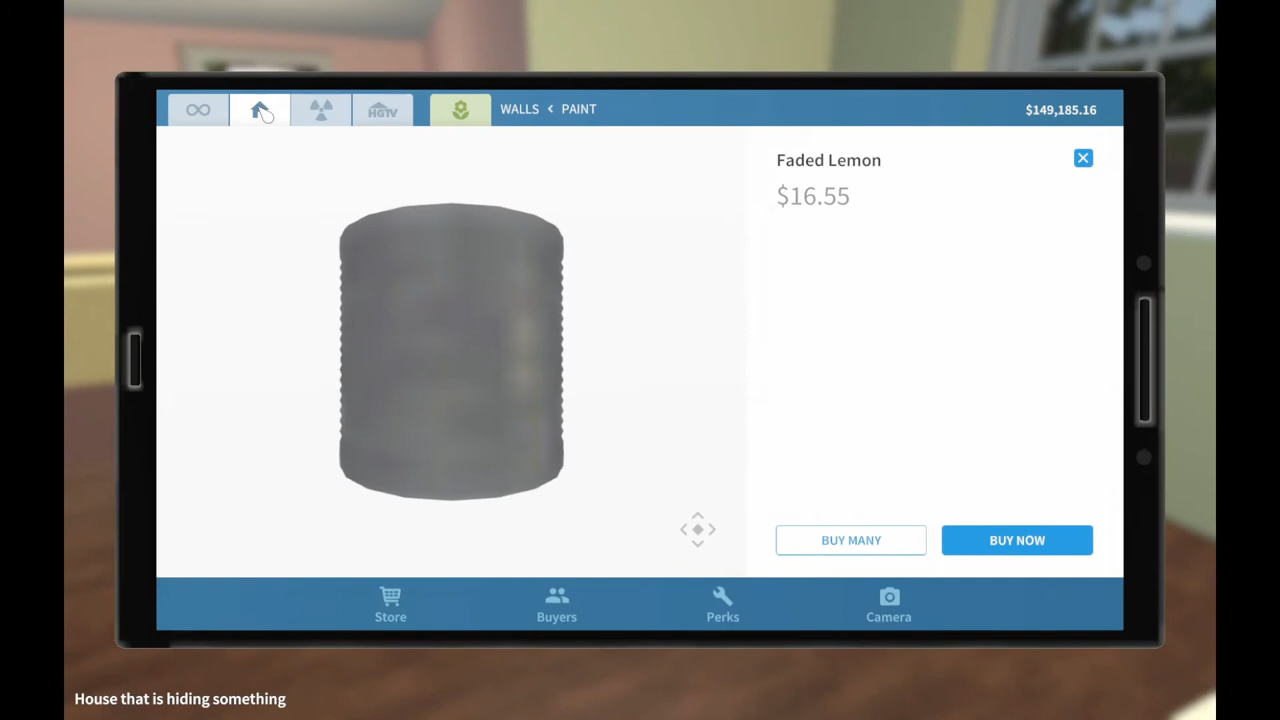 HGTV
WALLS < PAINT
$149,185.16
Faded Lemon
$16.55
BUY MANY
BUY NOW
Store
Buyers
Perks
Camera
House that is hiding something